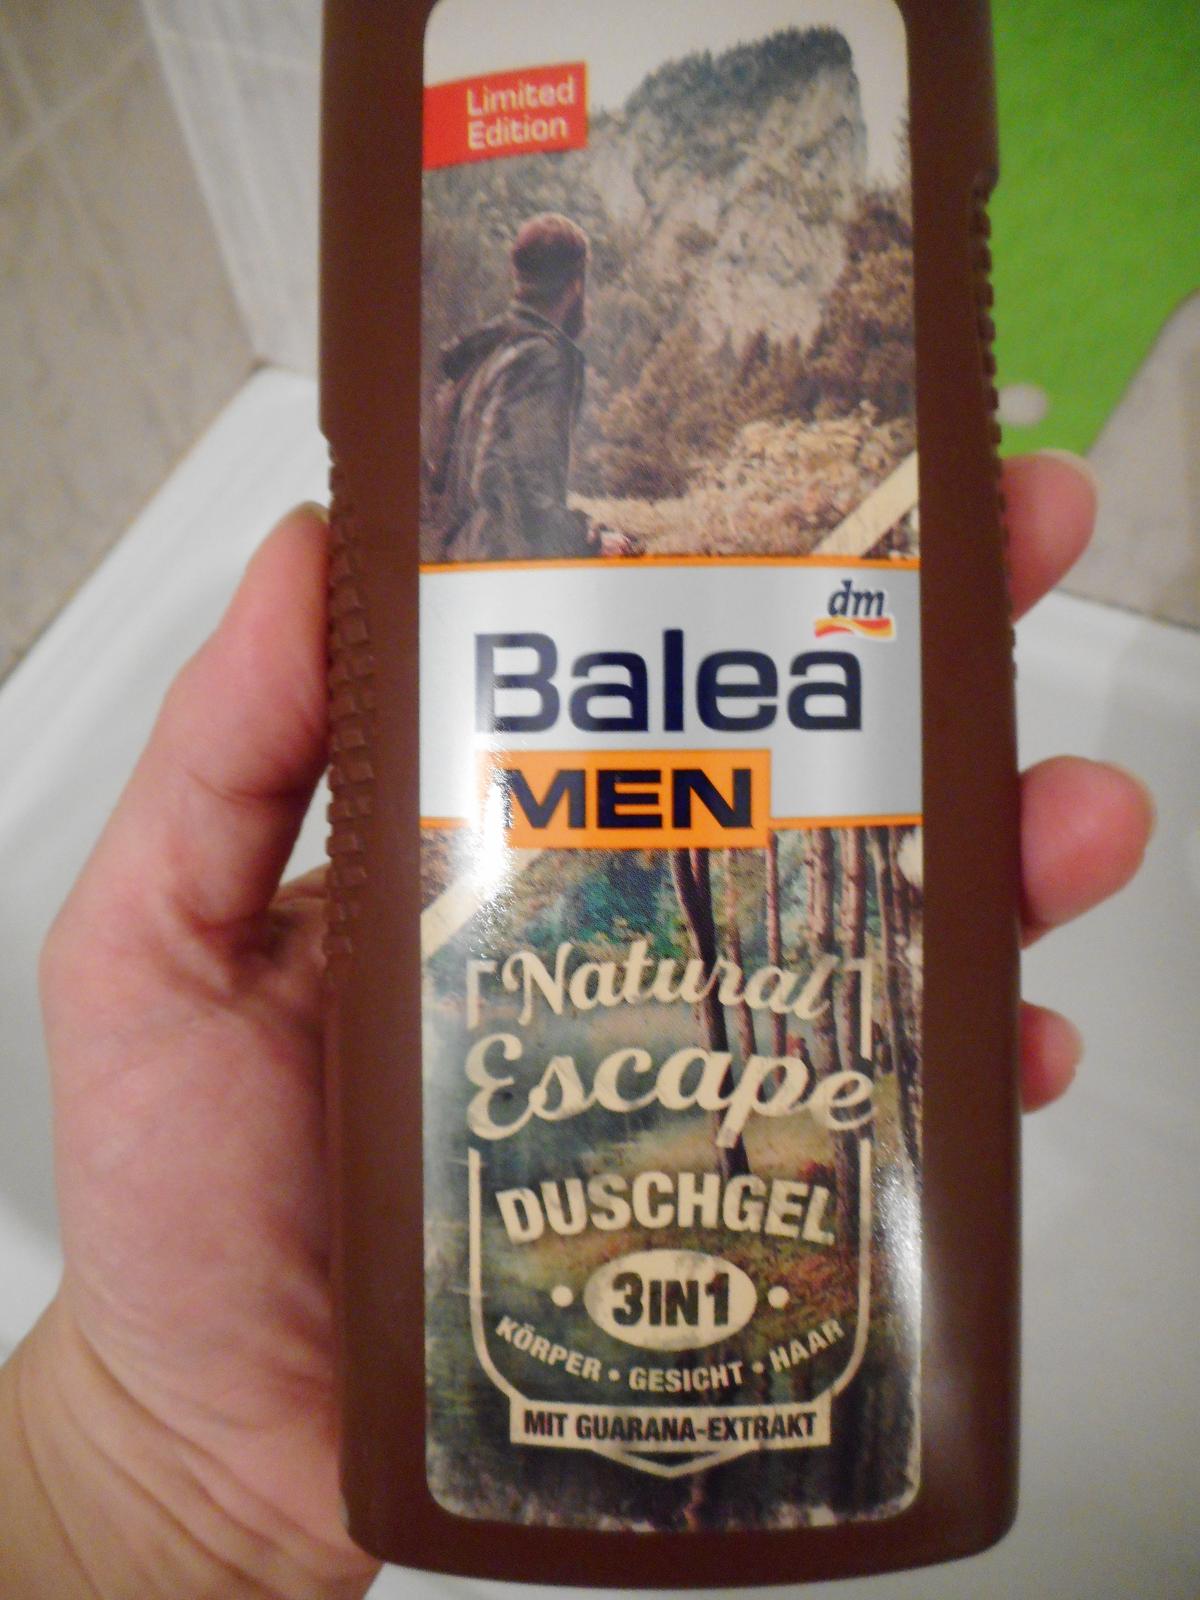 Limited
Edition
dm
Balea
MEN
Natural
Escape
DUSCHGEL
3IN1
KÖRPER • GESICHT • HAAR
MIT GUARANA-EXTRAKT